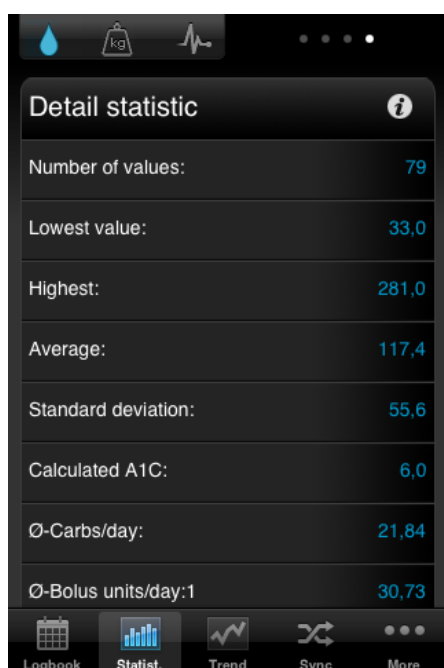 kg
Detail statistic i
Number of values: 79
Lowest value: 33,0
Highest: 281,0
Average: 117,4
Standard deviation: 55,6
Calculated A1C: 6,0
Ø-Carbs/day: 21,84
Ø-Bolus units/day:1 30,73
Logbook Statist. Trend Sync More